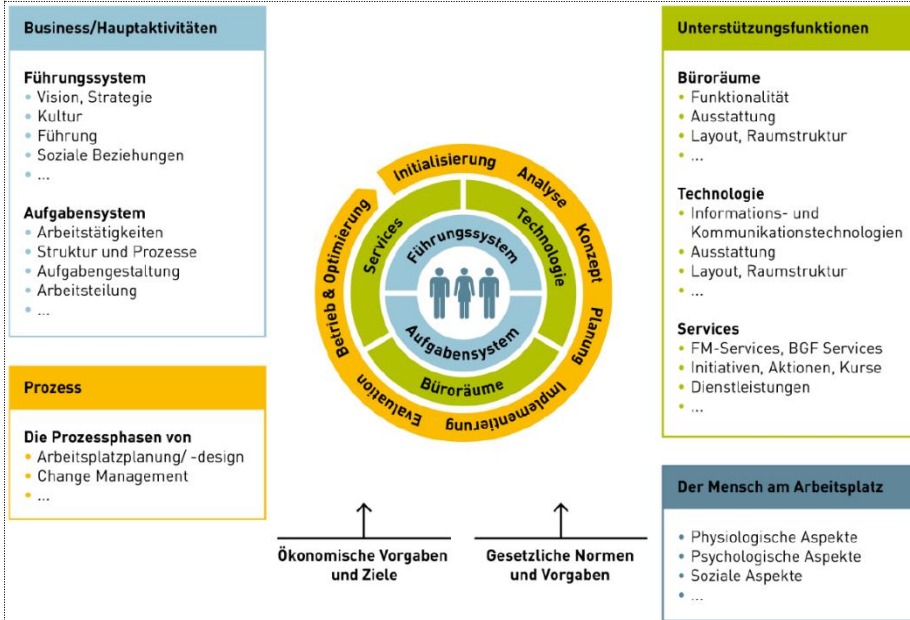 Business/Hauptaktivitäten
Führungssystem
• Vision, Strategie
• Kultur
• Führung
• Soziale Beziehungen
• ...
Aufgabensystem
• Arbeitstätigkeiten
• Struktur und Prozesse
• Aufgabengestaltung
• Arbeitsteilung
• ...
Prozess
Die Prozessphasen von
• Arbeitsplatzplanung/ -design
• Change Management
• ...
Initialisierung
Analyse
Konzept
Planung
Implementierung
Evaluation
Betrieb & Optimierung
Services
Technologie
Büroräume
Führungssystem
Aufgabensystem
Ökonomische Vorgaben
und Ziele
Gesetzliche Normen
und Vorgaben
Unterstützungsfunktionen
Büroräume
• Funktionalität
• Ausstattung
• Layout, Raumstruktur
• ...
Technologie
• Informations- und
Kommunikationstechnologien
• Ausstattung
• Layout, Raumstruktur
• ...
Services
• FM-Services, BGF Services
• Initiativen, Aktionen, Kurse
• Dienstleistungen
• ...
Der Mensch am Arbeitsplatz
• Physiologische Aspekte
• Psychologische Aspekte
• Soziale Aspekte
• ...